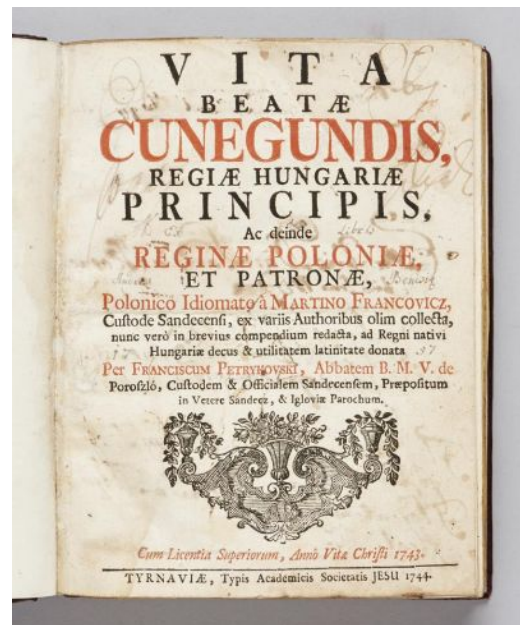 VITA
BEATÆ
CUNEGUNDIS,
REGIÆ HUNGARIÆ
PRINCIPIS,
Ac deinde
REGINÆ POLONIÆ,
ET PATRONÆ,
Polonico Idiomato à MARTINO FRANCOVICZ,
Custode Sandecensi, ex variis Authoribus olim collecta,
nunc verò in brevius compendium redacta, ad Regni nativi
Hungariæ decus & utilitatem latinitate donata
Per FRANCISCUM PETRYKOVSKI, Abbatem B. M. V. de
Poroszló, Custodem & Officialem Sandecensem, Præpositum
in Vetere Sandecz, & Igloviæ Parochum.
Cum Licentia Superiorum, Annô Vitæ Christi 1743.
TYRNAVIÆ, Typis Academicis Societatis JESU 1744.